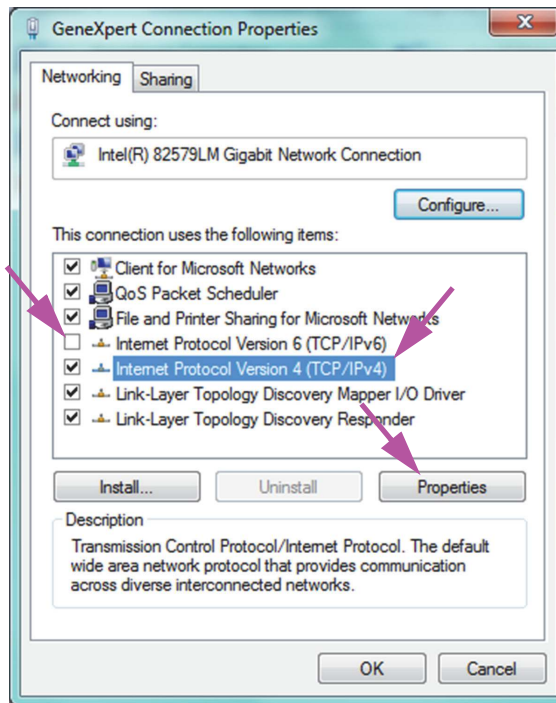 GeneXpert Connection Properties
Networking
Sharing
Connect using:
Intel(R) 82579LM Gigabit Network Connection
Configure...
This connection uses the following items:
Client for Microsoft Networks
QoS Packet Scheduler
File and Printer Sharing for Microsoft Networks
Internet Protocol Version 6 (TCP/IPv6)
Internet Protocol Version 4 (TCP/IPv4)
Link-Layer Topology Discovery Mapper I/O Driver
Link-Layer Topology Discovery Responder
Install...
Uninstall
Properties
Description
Transmission Control Protocol/Internet Protocol. The default
wide area network protocol that provides communication
across diverse interconnected networks.
OK
Cancel